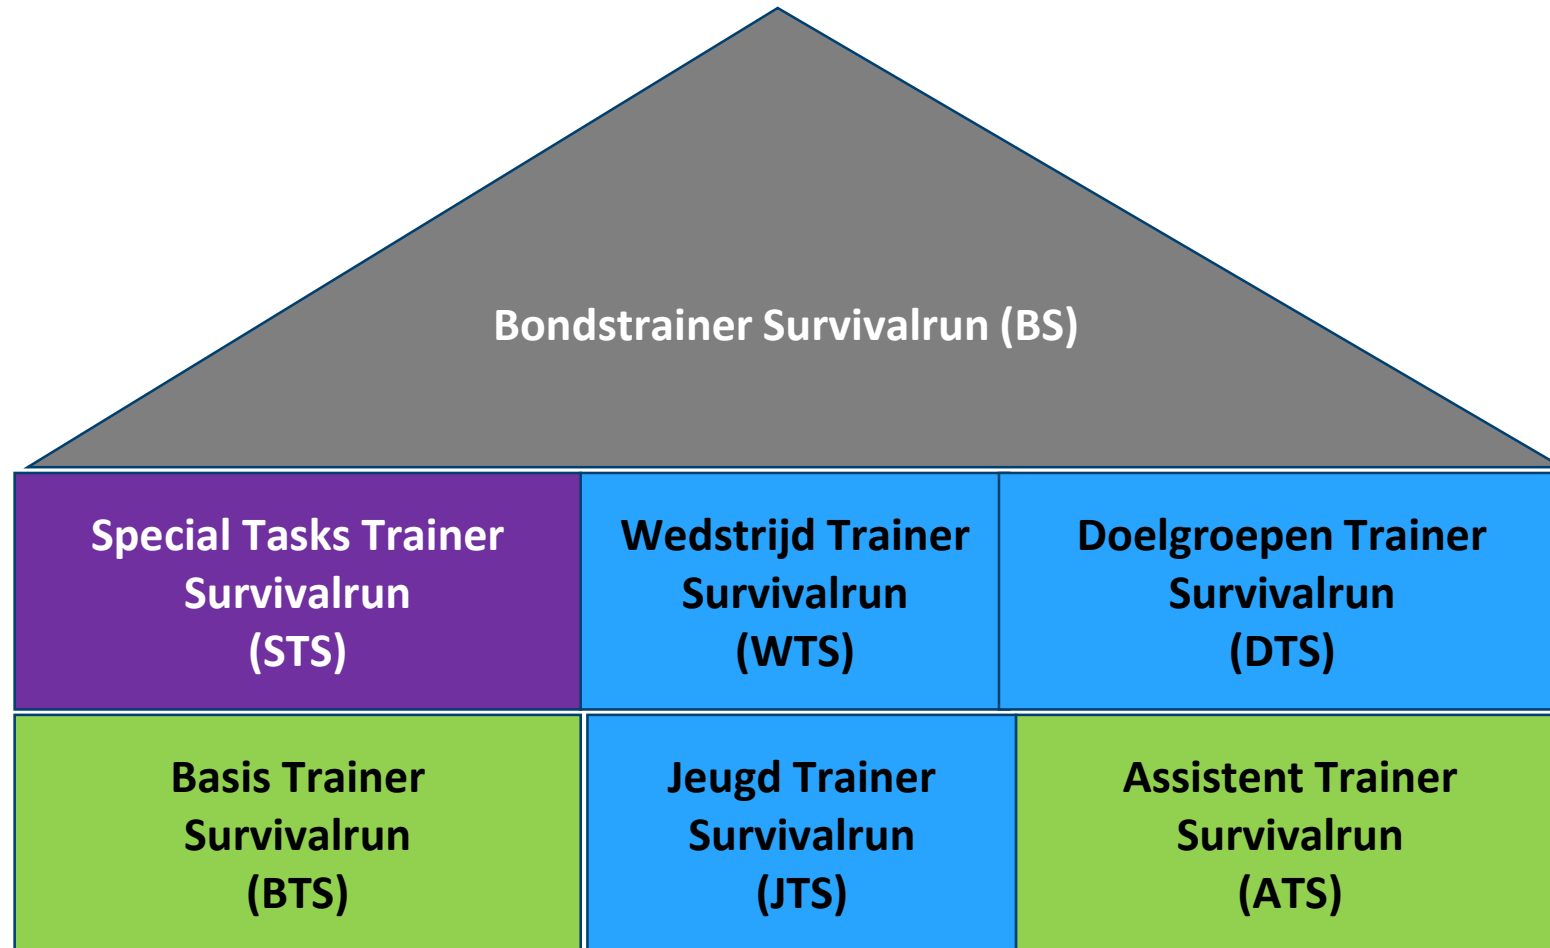 Bondstrainer Survivalrun (BS)
Special Tasks Trainer
Survivalrun
(STS)
Wedstrijd Trainer
Survivalrun
(WTS)
Doelgroepen Trainer
Survivalrun
(DTS)
Basis Trainer
Survivalrun
(BTS)
Jeugd Trainer
Survivalrun
(JTS)
Assistent Trainer
Survivalrun
(ATS)